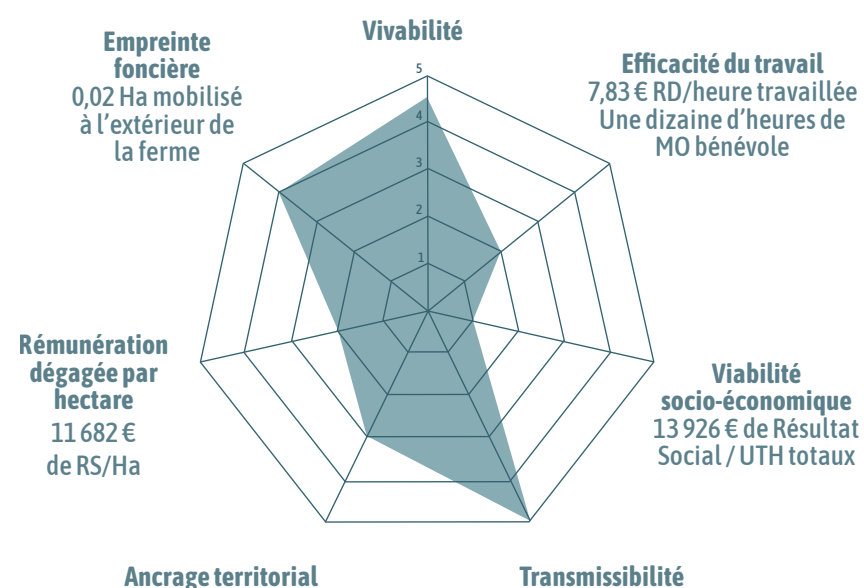 Vivabilité
Empreinte
foncière
0,02 Ha mobilisé
à l'extérieur de
la ferme
Efficacité du travail
7,83 € RD/heure travaillée
Une dizaine d'heures de
MO bénévole
5
4
3
2
1
Rémunération
dégagée par
hectare
11 682 €
de RS/Ha
Viabilité
socio-économique
13 926 € de Résultat
Social / UTH totaux
Ancrage territorial
Transmissibilité